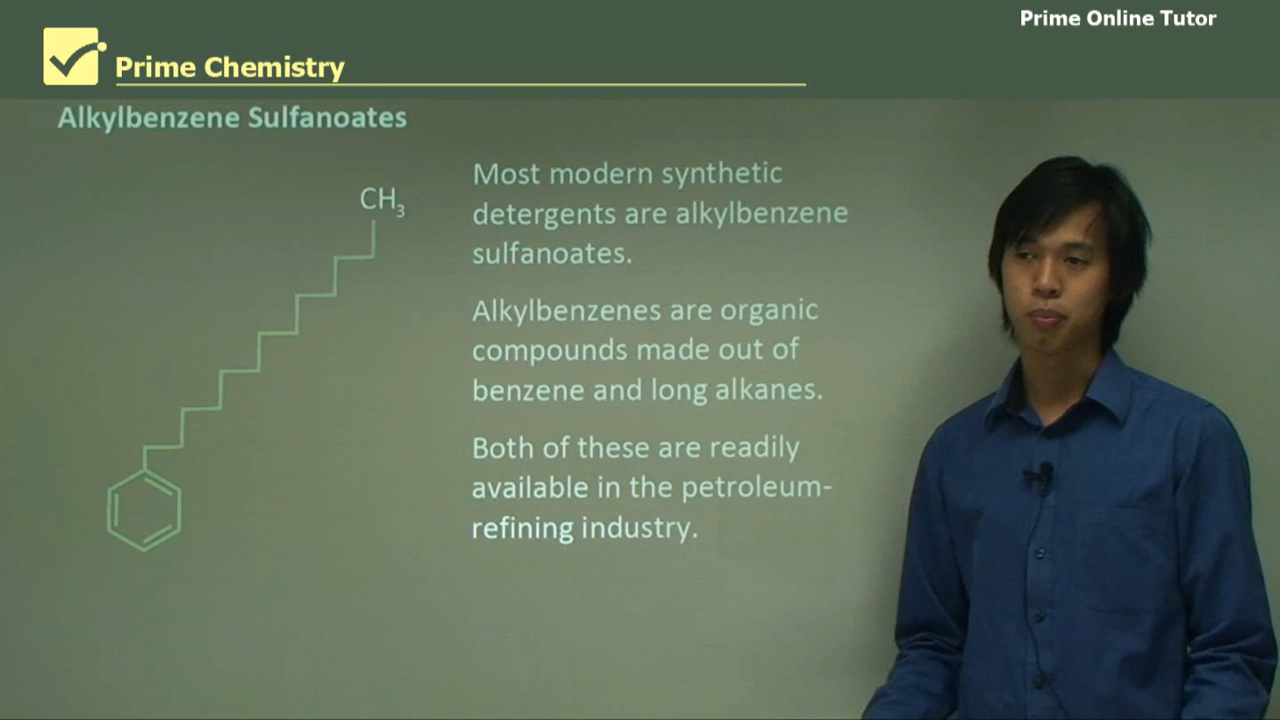 Prime Online Tutor
Prime Chemistry
Alkylbenzene Sulfanoates
CH₃
Most modern synthetic
detergents are alkylbenzene
sulfanoates.
Alkylbenzenes are organic
compounds made out of
benzene and long alkanes.
Both of these are readily
available in the petroleum-
refining industry.